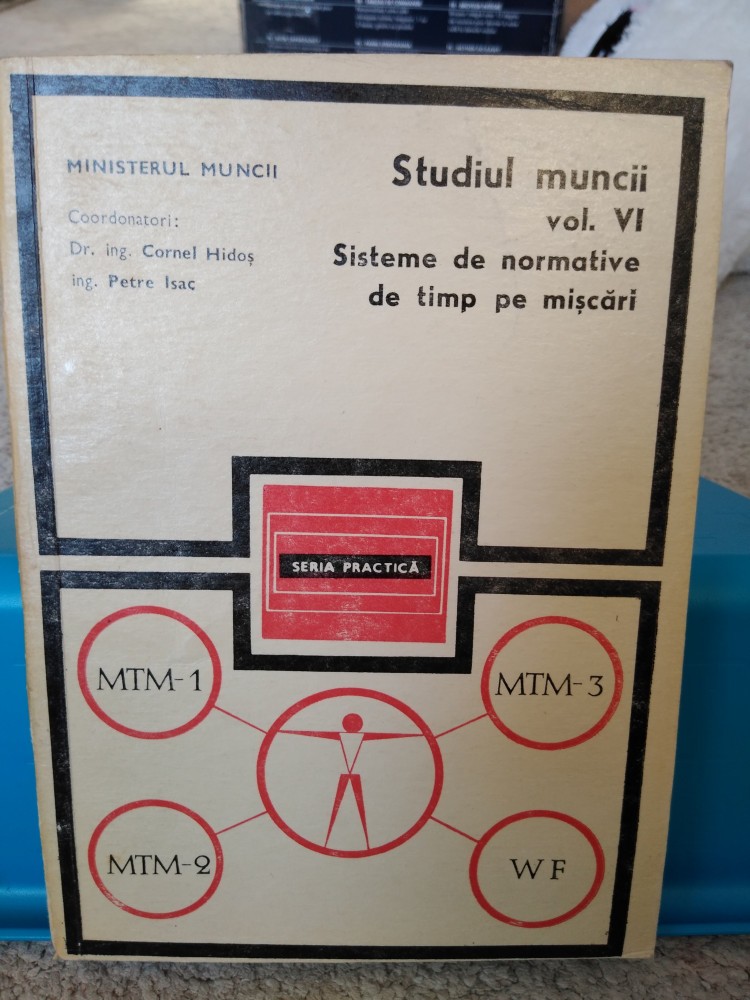 MINISTERUL MUNCII
Coordonatori:
Dr. ing. Cornel Hidoș
ing. Petre Isac
Studiul muncii
vol. VI
Sisteme de normative
de timp pe mișcări
SERIA PRACTICĂ
MTM-1
MTM-3
MTM-2
WF